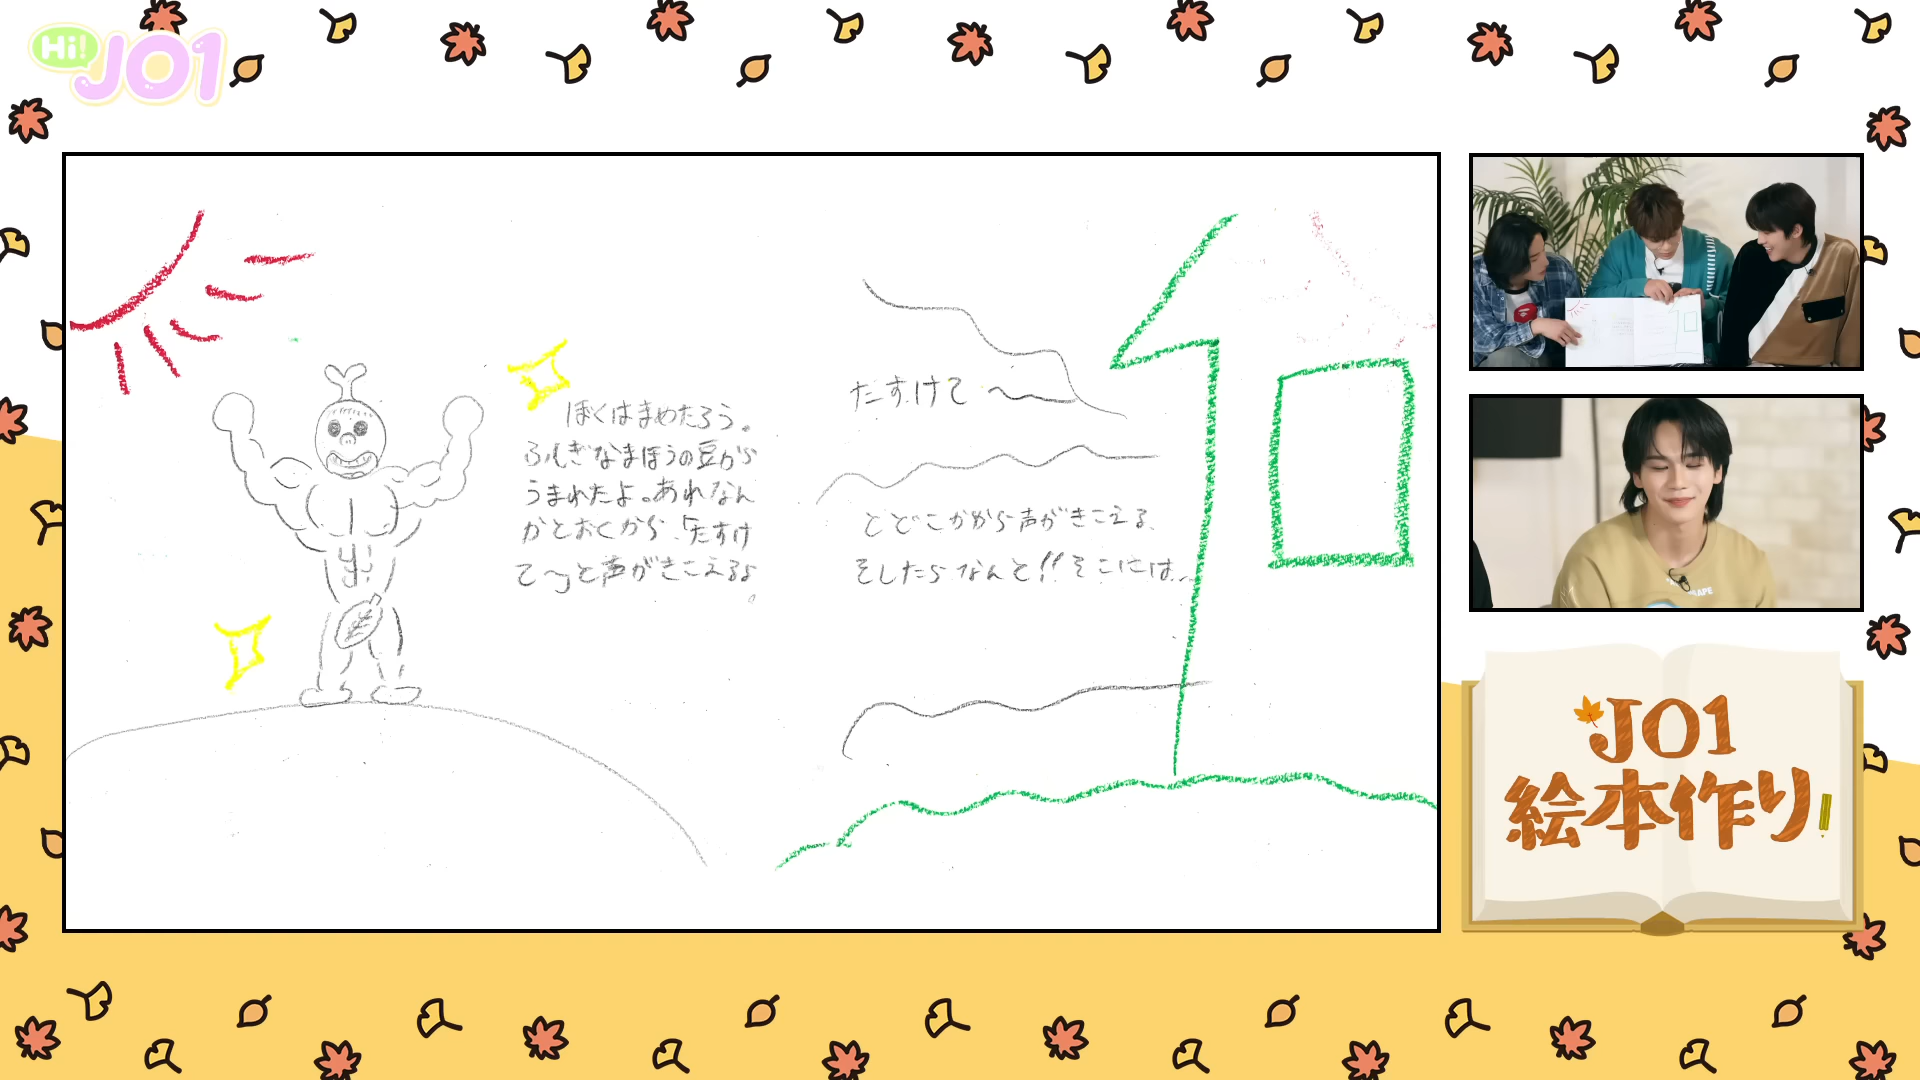 Hi! JO1
ぼくはまめたろう。
ふしぎなまほうの豆から
うまれたよ。あれなんか
かとおくから、「たすけ
て〜」と声がきこえるよ
。
たすけて〜
どどこかから声がきこえる、
そしたらなんと!!そこには…
JO1
絵本作り